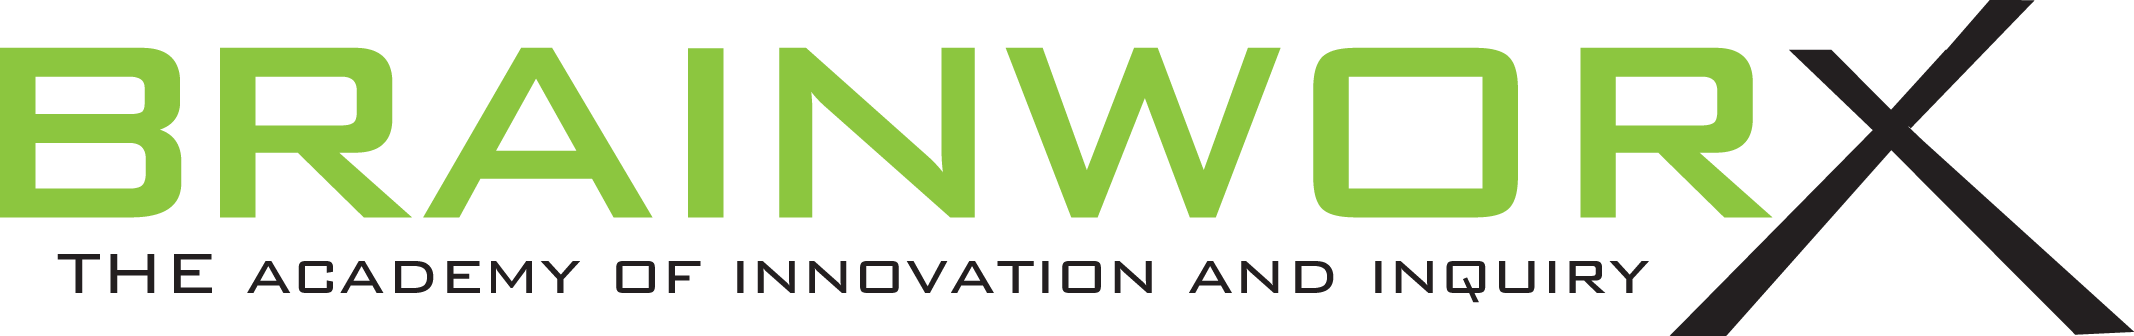 BRAINWORX
THE ACADEMY OF INNOVATION AND INQUIRY